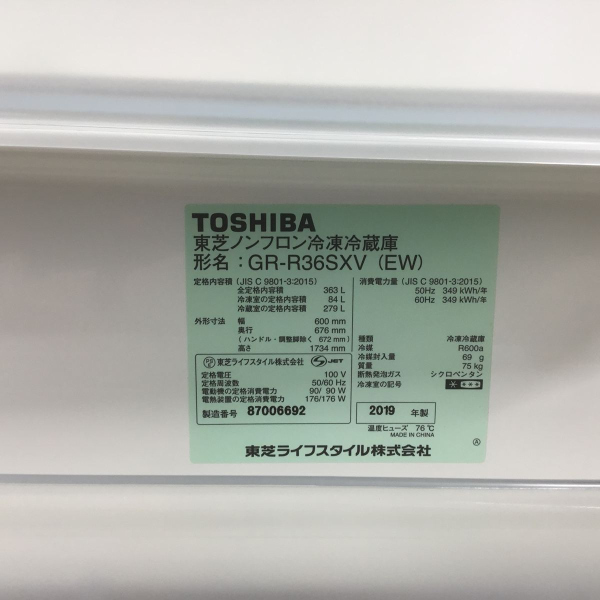 TOSHIBA
東芝ノンフロン冷凍冷蔵庫
形名：GR-R36SXV (EW)
定格内容積 (JIS C 9801-3:2015)
全定格内容積 363 L
冷凍室の定格内容積 84 L
冷蔵室の定格内容積 279 L
外形寸法 幅 600 mm
奥行 676 mm
(ハンドル・調整脚除く 672 mm)
高さ 1734 mm
PSE 東芝ライフスタイル株式会社 S JET
定格電圧 100 V
定格周波数 50/60 Hz
電動機の定格消費電力 90/ 90 W
電熱装置の定格消費電力 176/176 W
製造番号 87006692
消費電力量 (JIS C 9801-3:2015)
50Hz 349 kWh/年
60Hz 349 kWh/年
種類 冷凍冷蔵庫
冷媒 R600a
冷媒封入量 69 g
質量 75 kg
断熱発泡ガス シクロペンタン
冷凍室の記号 ****
2019 年製
温度ヒューズ 76℃
MADE IN CHINA
東芝ライフスタイル株式会社
Ⓐ